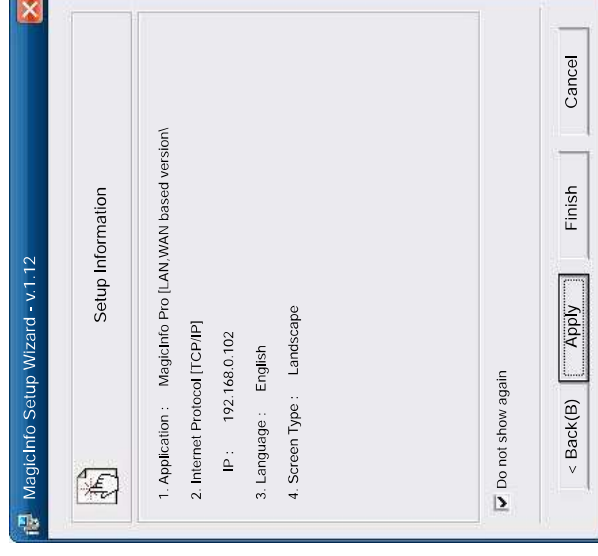 MagicInfo Setup Wizard - v.1.12
Setup Information
1. Application : MagicInfo Pro [LAN,WAN based version\
2. Internet Protocol [TCP/IP]
IP : 192.168.0.102
3. Language : English
4. Screen Type : Landscape
Do not show again
< Back(B) Apply Finish Cancel